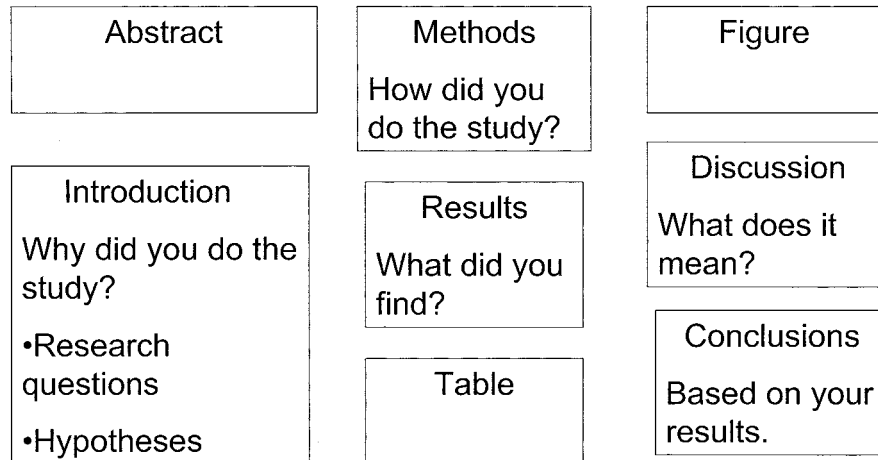 Abstract
Introduction
Why did you do the
study?
•Research
questions
•Hypotheses
Methods
How did you
do the study?
Results
What did you
find?
Table
Figure
Discussion
What does it
mean?
Conclusions
Based on your
results.